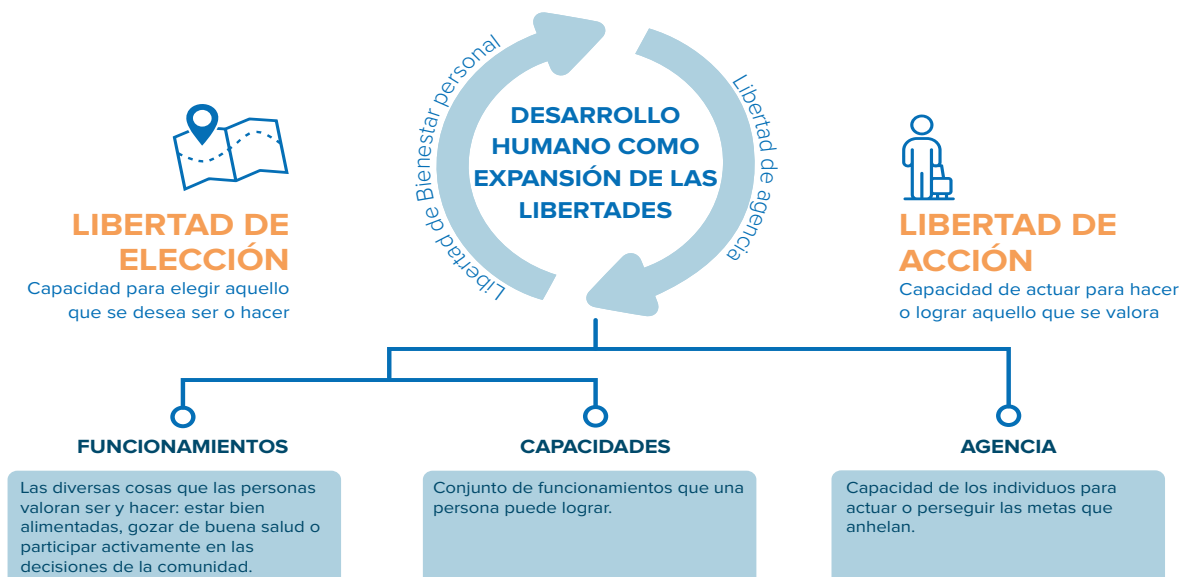 Libertad de Bienestar personal
Libertad de agencia
DESARROLLO
HUMANO COMO
EXPANSIÓN DE LAS
LIBERTADES
LIBERTAD DE
ELECCIÓN
Capacidad para elegir aquello
que se desea ser o hacer
LIBERTAD DE
ACCIÓN
Capacidad de actuar para hacer
o lograr aquello que se valora
FUNCIONAMIENTOS
Las diversas cosas que las personas
valoran ser y hacer: estar bien
alimentadas, gozar de buena salud o
participar activamente en las
decisiones de la comunidad.
CAPACIDADES
Conjunto de funcionamientos que una
persona puede lograr.
AGENCIA
Capacidad de los individuos para
actuar o perseguir las metas que
anhelan.